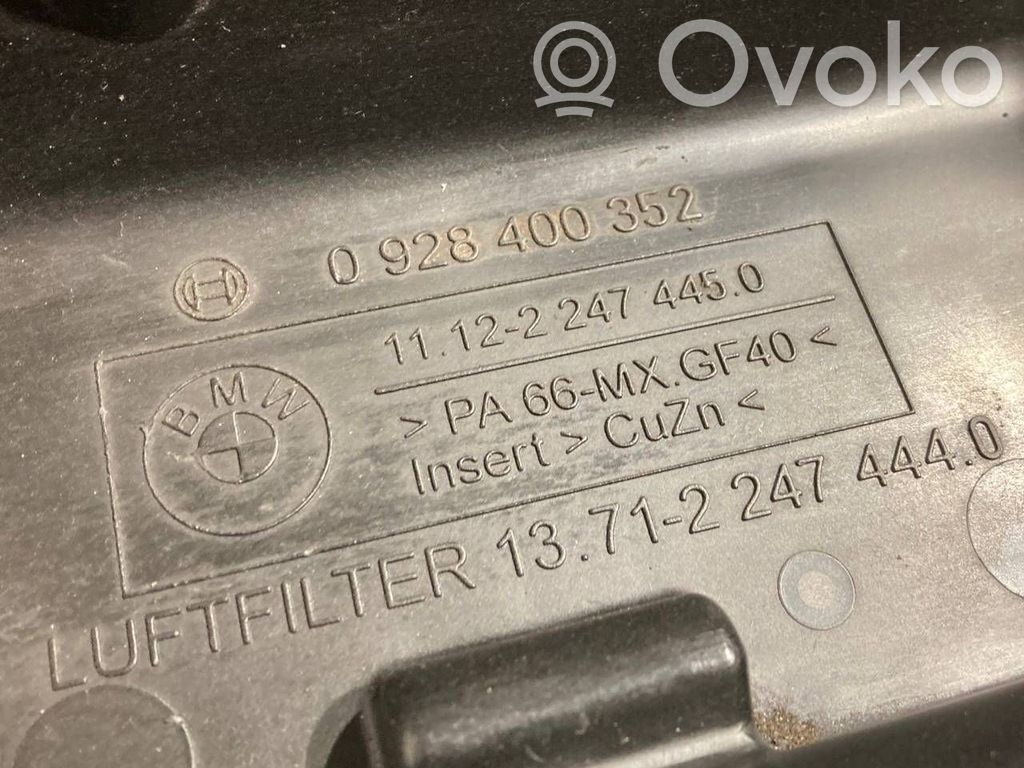 Ovoko
0 928 400 352
11.12-2 247 445.0
BMW
> PA 66-MX.GF40 <
Insert > CuZn <
LUFTFILTER 13.71-2 247 444.0